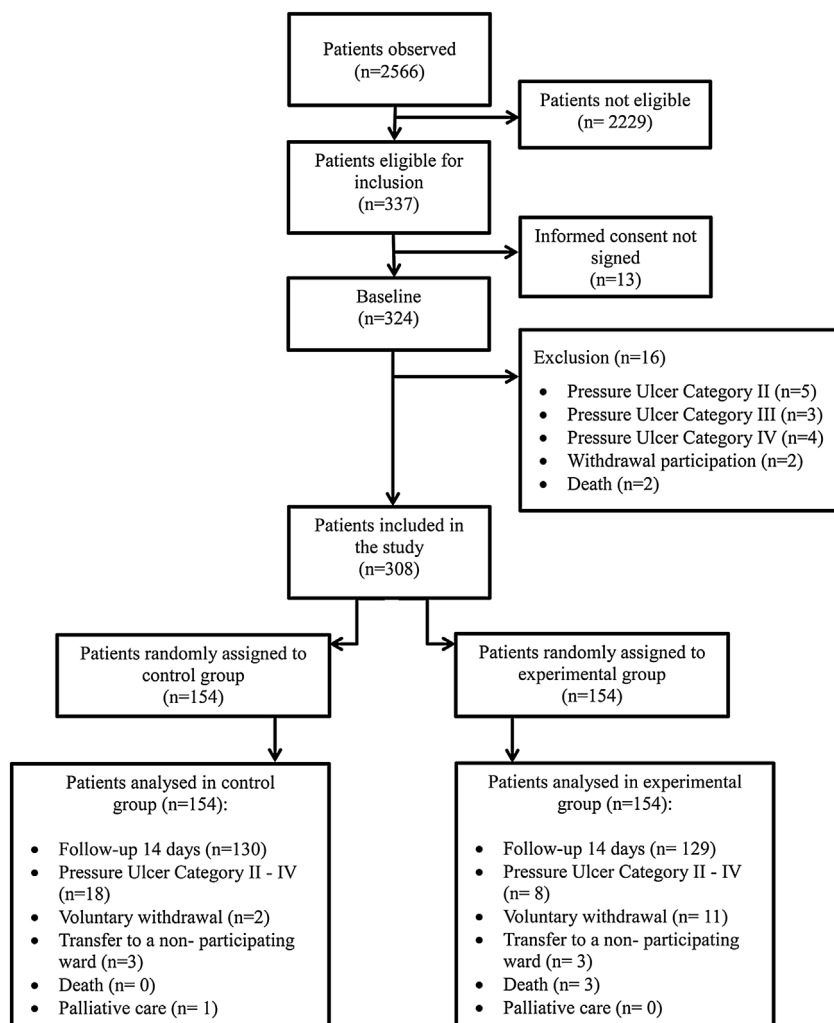 Patients observed
(n=2566)
Patients not eligible
(n= 2229)
Patients eligible for
inclusion
(n=337)
Informed consent not
signed
(n=13)
Baseline
(n=324)
Exclusion (n=16)
• Pressure Ulcer Category II (n=5)
• Pressure Ulcer Category III (n=3)
• Pressure Ulcer Category IV (n=4)
• Withdrawal participation (n=2)
• Death (n=2)
Patients included in
the study
(n=308)
Patients randomly assigned to
control group
(n=154)
Patients randomly assigned to
experimental group
(n=154)
Patients analysed in control
group (n=154):
• Follow-up 14 days (n=130)
• Pressure Ulcer Category II - IV
(n=18)
• Voluntary withdrawal (n=2)
• Transfer to a non- participating
ward (n=3)
• Death (n= 0)
• Palliative care (n= 1)
Patients analysed in experimental
group (n=154):
• Follow-up 14 days (n= 129)
• Pressure Ulcer Category II - IV
(n= 8)
• Voluntary withdrawal (n= 11)
• Transfer to a non- participating
ward (n= 3)
• Death (n= 3)
• Palliative care (n= 0)